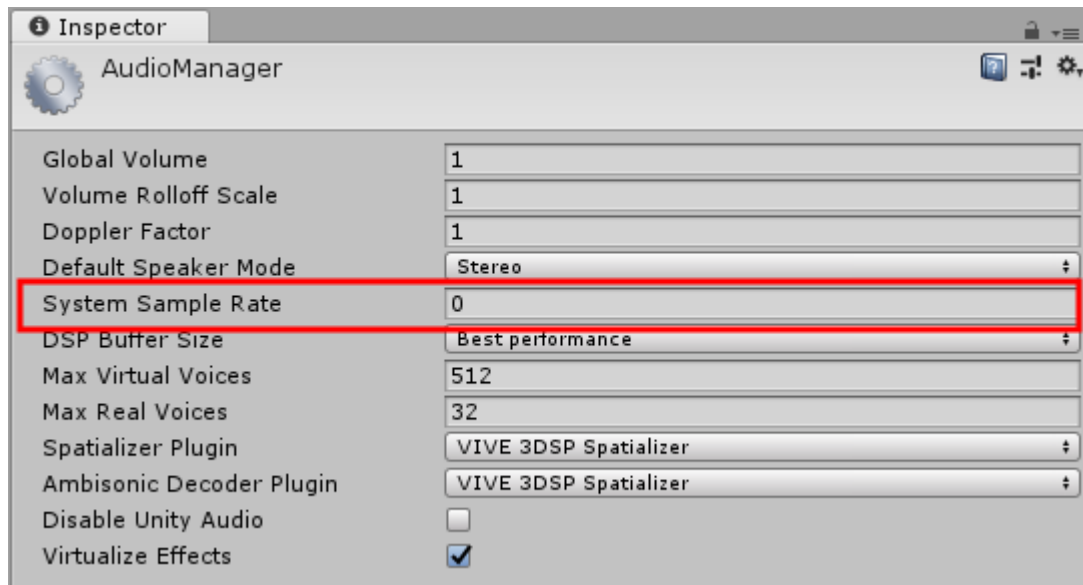 Inspector
AudioManager
Global Volume 1
Volume Rolloff Scale 1
Doppler Factor 1
Default Speaker Mode Stereo
System Sample Rate 0
DSP Buffer Size Best performance
Max Virtual Voices 512
Max Real Voices 32
Spatializer Plugin VIVE 3DSP Spatializer
Ambisonic Decoder Plugin VIVE 3DSP Spatializer
Disable Unity Audio
Virtualize Effects